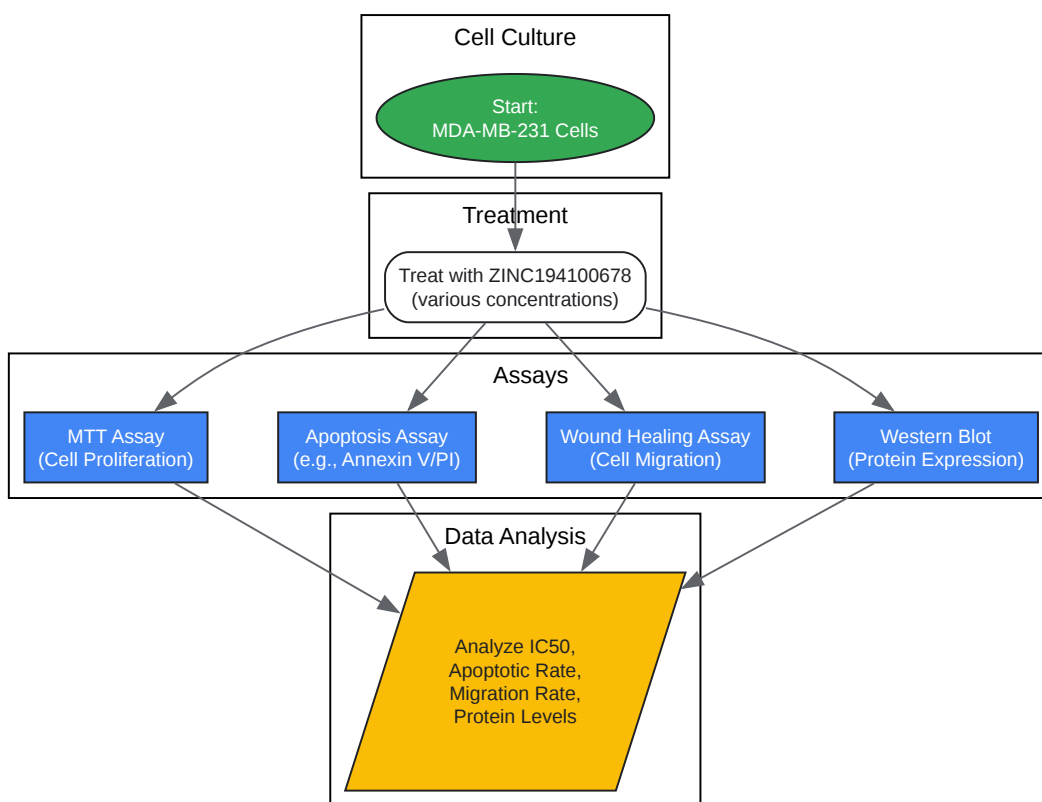 Cell Culture
Start:
MDA-MB-231 Cells
Treatment
Treat with ZINC194100678
(various concentrations)
Assays
MTT Assay
(Cell Proliferation)
Apoptosis Assay
(e.g., Annexin V/PI)
Wound Healing Assay
(Cell Migration)
Western Blot
(Protein Expression)
Data Analysis
Analyze IC50,
Apoptotic Rate,
Migration Rate,
Protein Levels